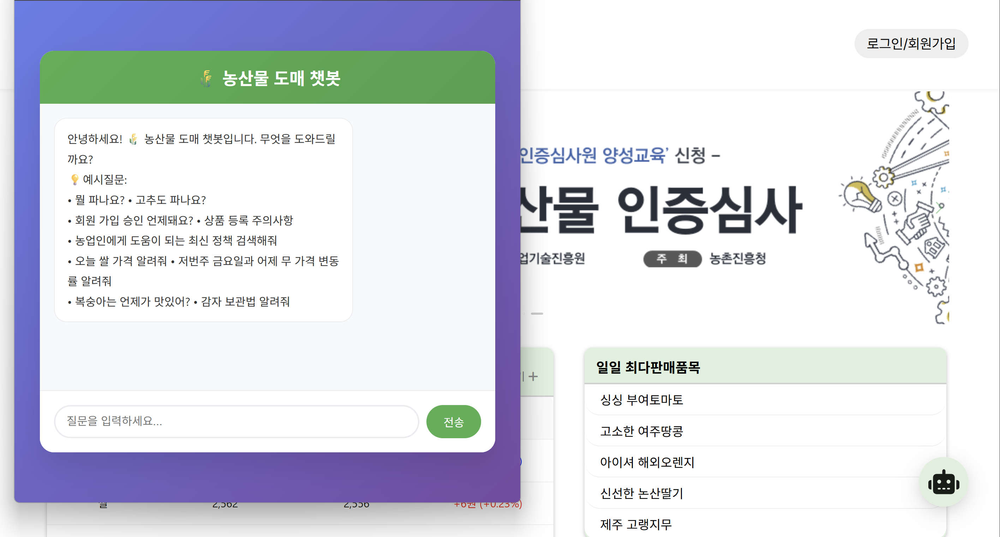 로그인/회원가입
농산물 도매 챗봇
안녕하세요! 농산물 도매 챗봇입니다. 무엇을 도와드릴
까요?
예시질문:
• 뭘 파나요? • 고추도 파나요?
• 회원 가입 승인 언제돼요? • 상품 등록 주의사항
• 농업인에게 도움이 되는 최신 정책 검색해줘
• 오늘 쌀 가격 알려줘 • 저번주 금요일과 어제 무 가격 변동
률 알려줘
• 복숭아는 언제가 맛있어? • 감자 보관법 알려줘
질문을 입력하세요...
전송
인증심사원 양성교육’ 신청 –
산물 인증심사
업기술진흥원 주 최 농촌진흥청
기 +
)
쌀 2,562 2,556 +6원 (+0.23%)
일일 최다판매품목
싱싱 부여토마토
고소한 여주땅콩
아이셔 해외오렌지
신선한 논산딸기
제주 고랭지무